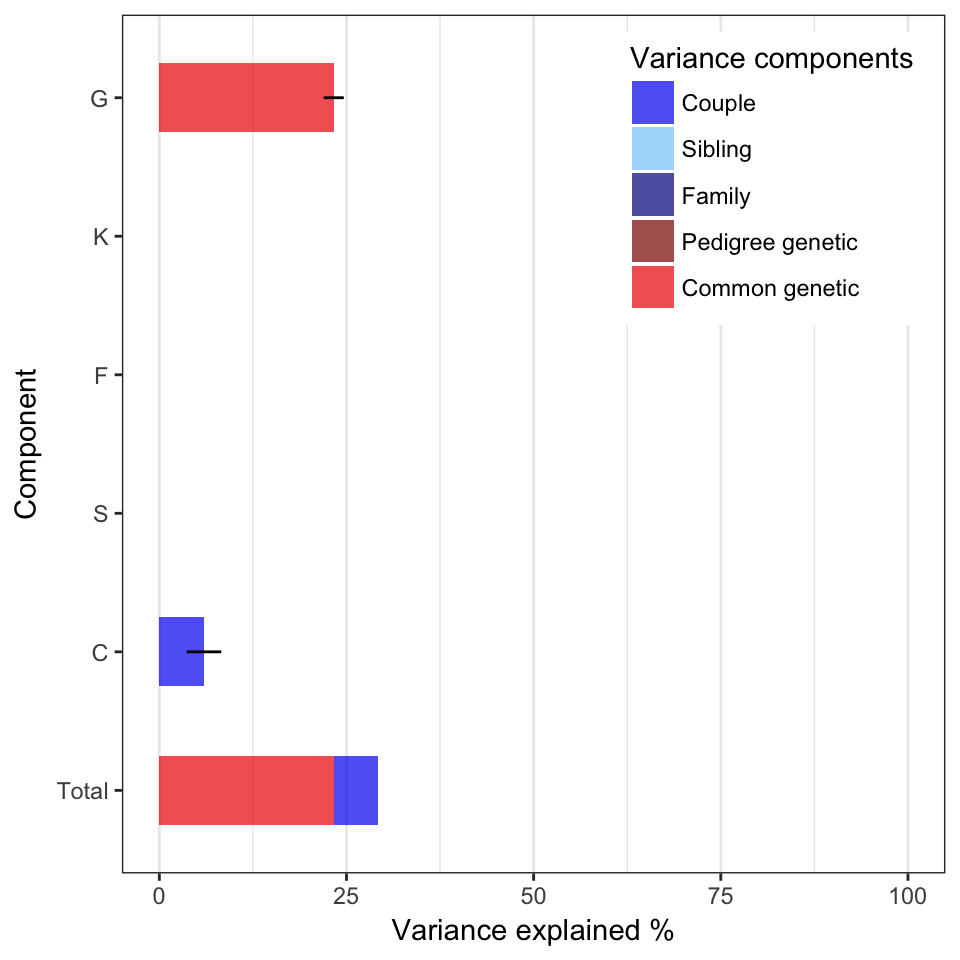 Variance components
Couple
Sibling
Family
Pedigree genetic
Common genetic
Component
G
K
F
S
C
Total
0 25 50 75 100
Variance explained %